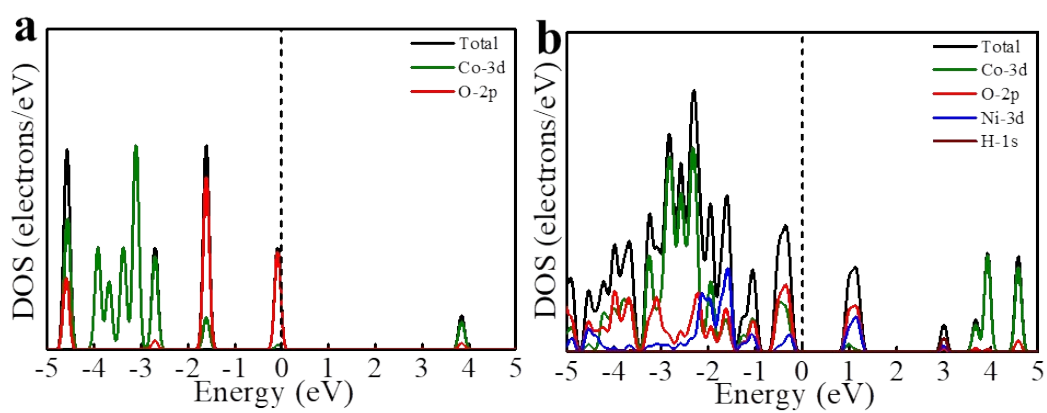 a
DOS (electrons/eV)
Total
Co-3d
O-2p
-5 -4 -3 -2 -1 0 1 2 3 4 5
Energy (eV)
b
DOS (electrons/eV)
Total
Co-3d
O-2p
Ni-3d
H-1s
-5 -4 -3 -2 -1 0 1 2 3 4 5
Energy (eV)